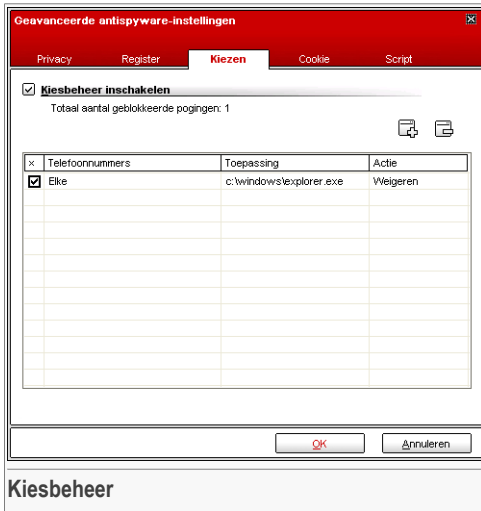 Geavanceerde antispyware-instellingen
Privacy Register Kiezen Cookie Script
Kiesbeheer inschakelen
Totaal aantal geblokkeerde pogingen: 1
× Telefoonnummers Toepassing Actie
Elke c:\windows\explorer.exe Weigeren
OK Annuleren
Kiesbeheer